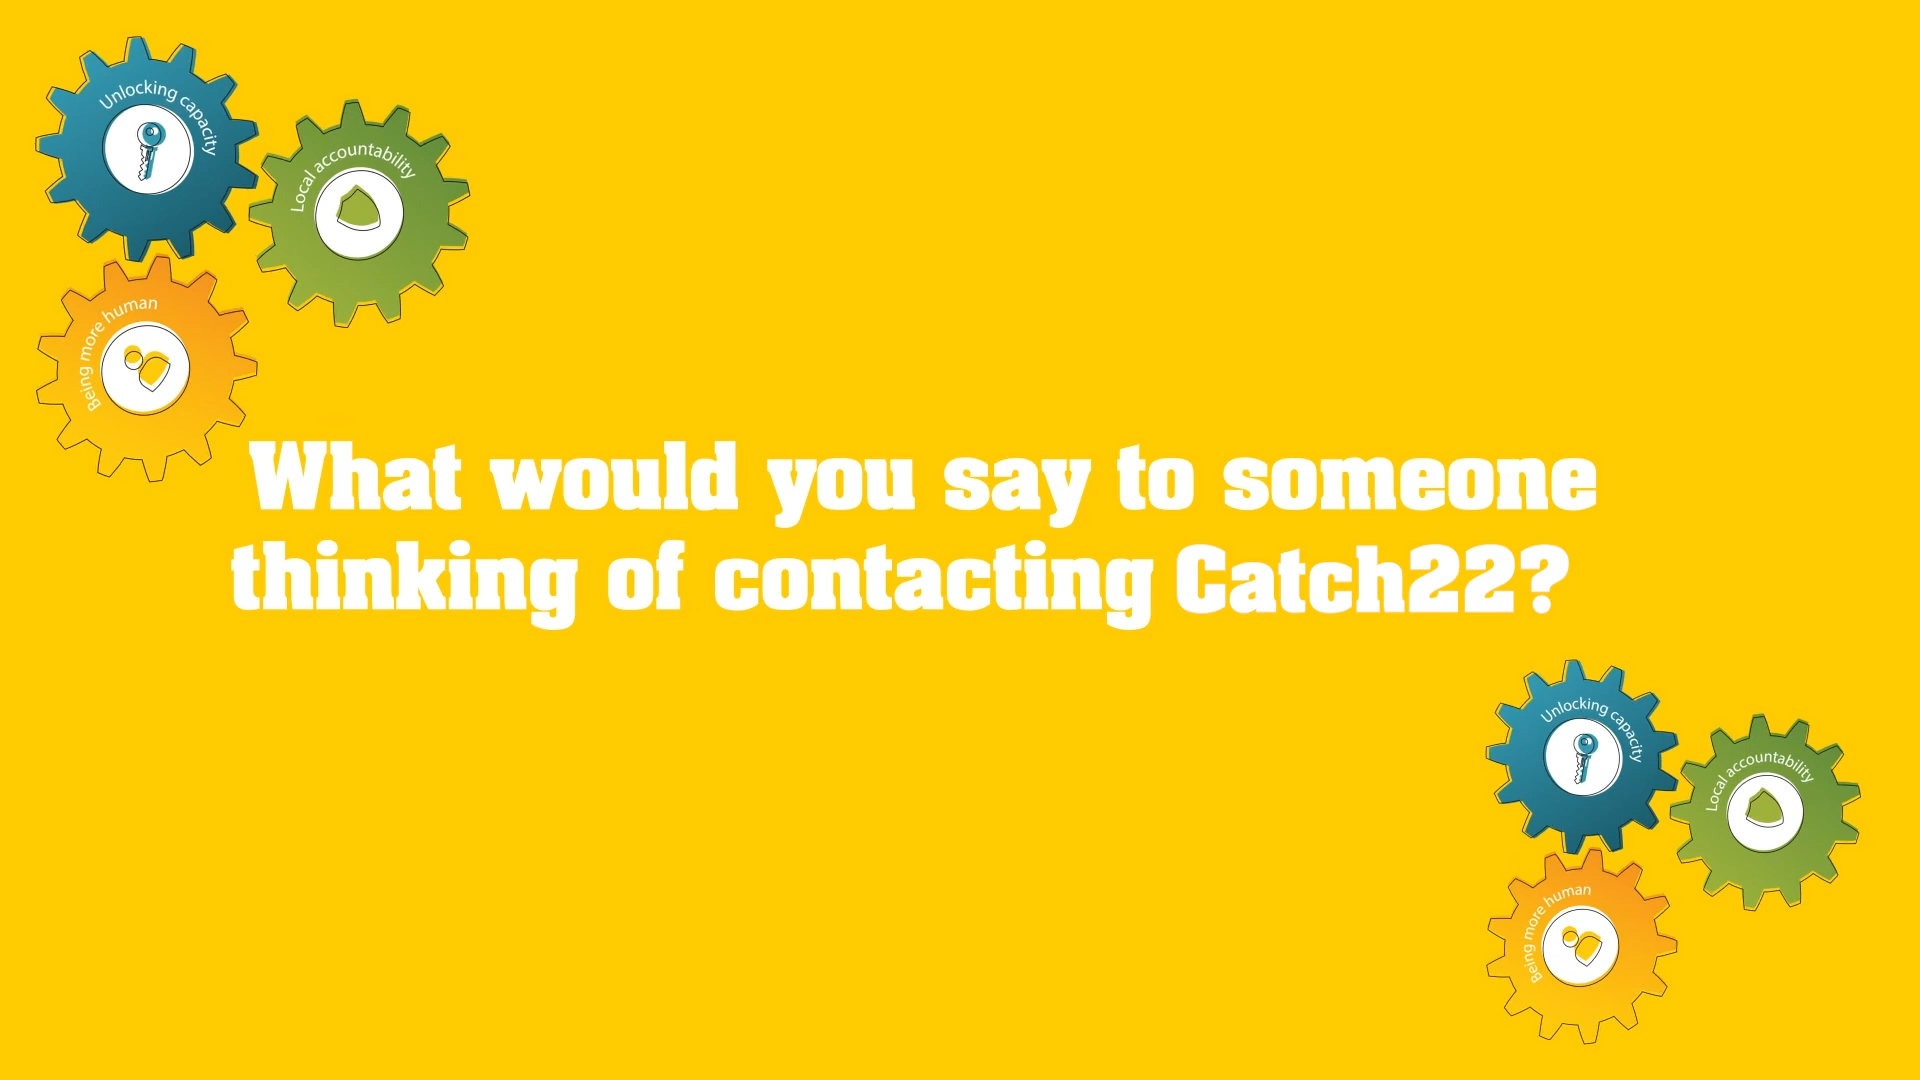 Unlocking capacity
Local accountability
Being more human
What would you say to someone
thinking of contacting Catch22?
Unlocking capacity
Local accountability
Being more human